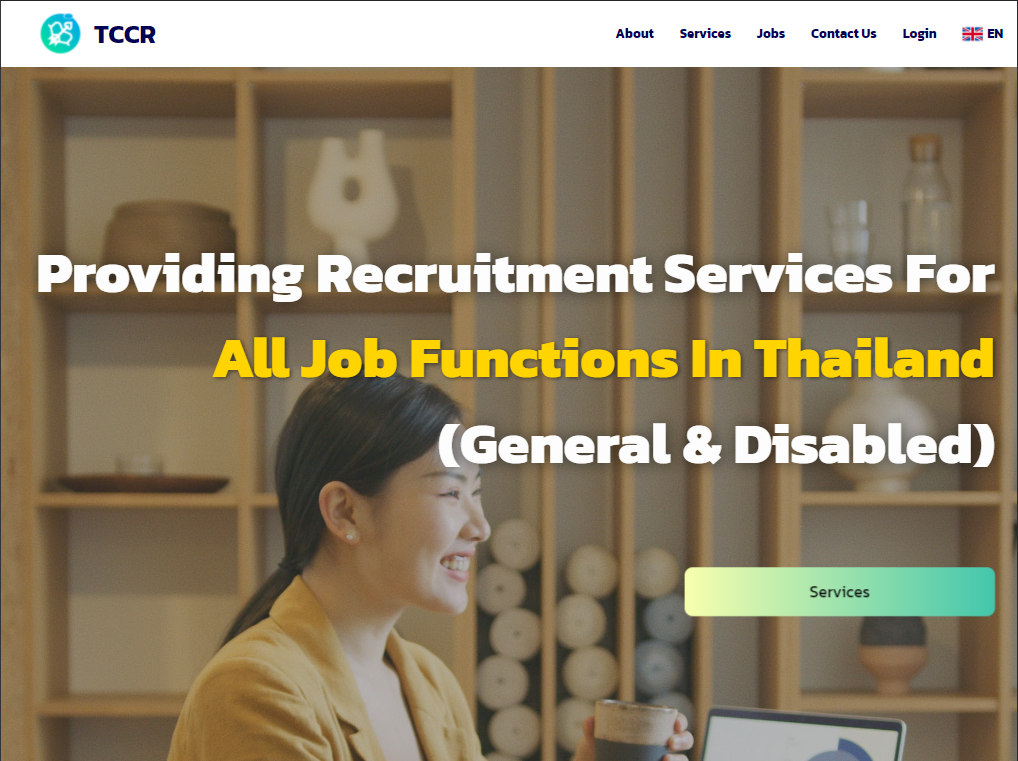 TCCR
About Services Jobs Contact Us Login EN
Providing Recruitment Services For
All Job Functions In Thailand
(General & Disabled)
Services